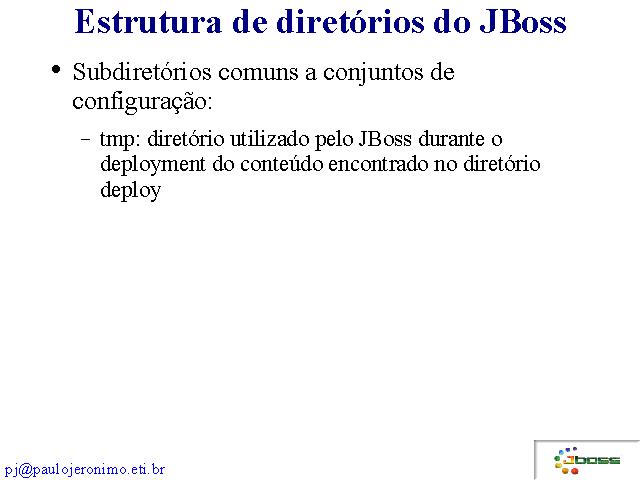 Estrutura de diretórios do JBoss
• Subdiretórios comuns a conjuntos de
configuração:
– tmp: diretório utilizado pelo JBoss durante o
deployment do conteúdo encontrado no diretório
deploy
pj@paulojeronimo.eti.br
JBoss